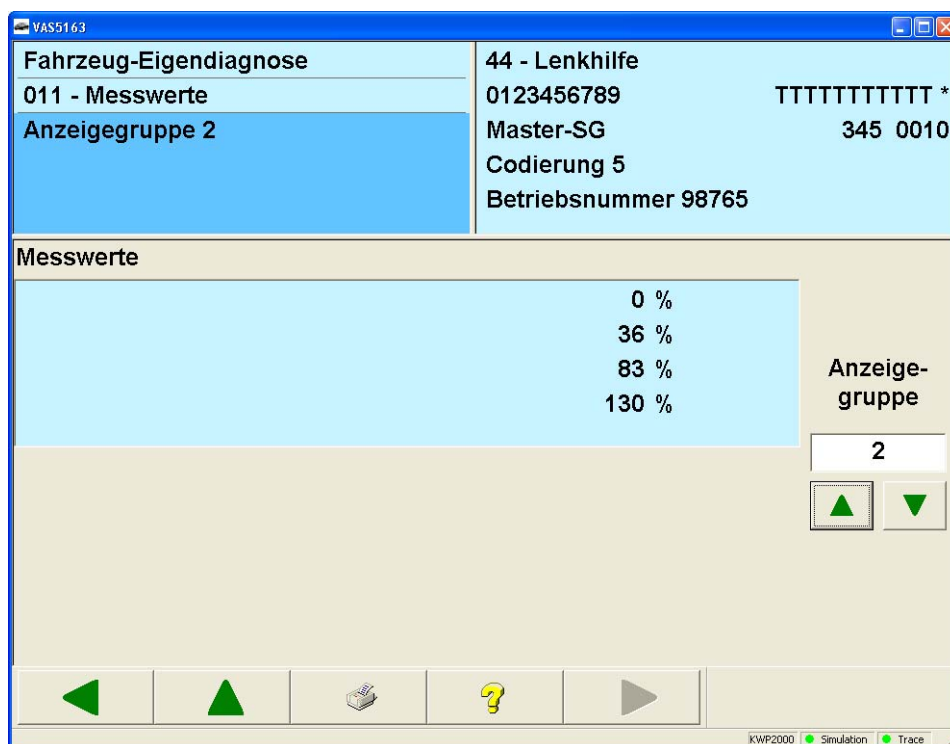 VAS5163
Fahrzeug-Eigendiagnose
011 - Messwerte
Anzeigegruppe 2
44 - Lenkhilfe
0123456789 TTTTTTTTTTT *
Master-SG 345 0010
Codierung 5
Betriebsnummer 98765
Messwerte
0 %
36 %
83 %
130 %
Anzeige-
gruppe
2
KWP2000 Simulation Trace